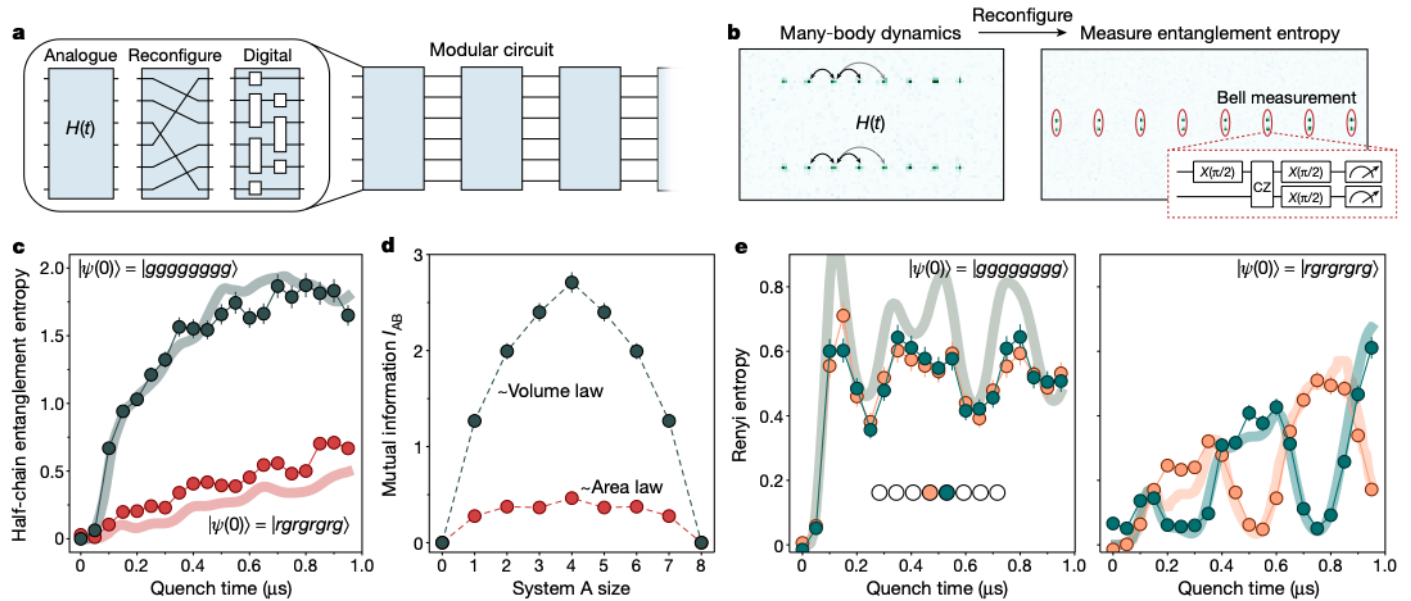 a
Analogue Reconfigure Digital
Modular circuit
H(t)
b
Reconfigure
Many-body dynamics
Measure entanglement entropy
H(t)
Bell measurement
X(π/2) CZ X(π/2)
X(π/2)
c
|ψ(0)⟩ = |gggggggg⟩
Half-chain entanglement entropy
2.0
1.5
1.0
0.5
0
|ψ(0)⟩ = |rgrgrgrg⟩
0 0.2 0.4 0.6 0.8 1.0
Quench time (μs)
d
Mutual information I_AB
3
2
1
0
~Volume law
~Area law
0 1 2 3 4 5 6 7 8
System A size
e
|ψ(0)⟩ = |gggggggg⟩
Renyi entropy
0.8
0.6
0.4
0.2
0
0 0.2 0.4 0.6 0.8 1.0
Quench time (μs)
|ψ(0)⟩ = |rgrgrgrg⟩
0 0.2 0.4 0.6 0.8 1.0
Quench time (μs)